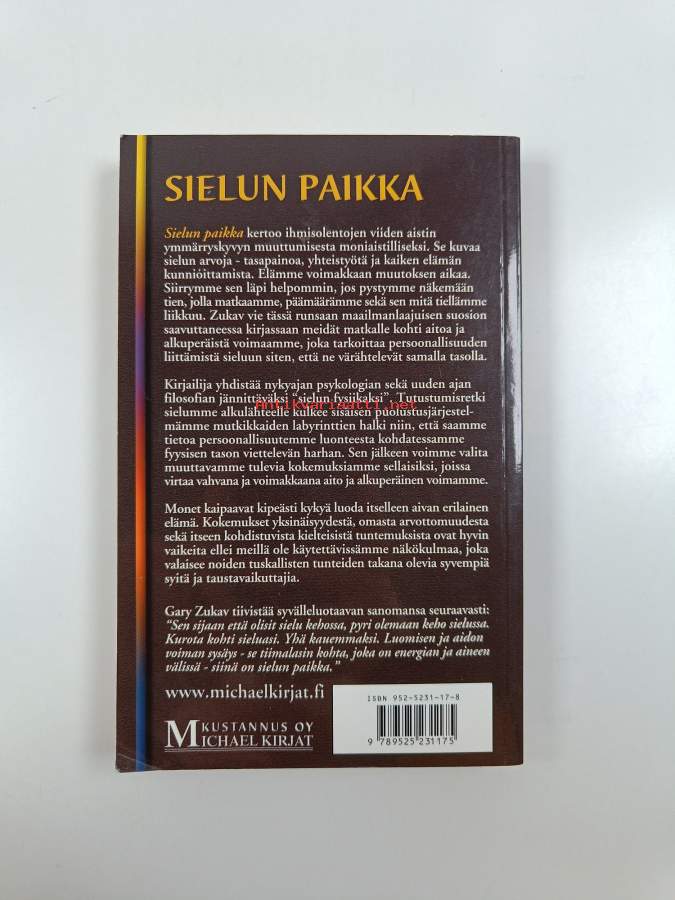 SIELUN PAIKKA
Sielun paikka kertoo ihmisolentojen viiden aistin
ymmärryskyvyn muuttumisesta moniaistilliseksi. Se kuvaa
sielun arvoja - tasapainoa, yhteistyötä ja kaiken elämän
kunnioittamista. Elämme voimakkaan muutoksen aikaa.
Siirrymme sen läpi helpommin, jos pystymme näkemään
tien, jolla matkaamme, päämäärämme sekä sen mitä tiellämme
liikkuu. Zukav vie tässä runsaan maailmanlaajuisen suosion
saavuttaneessa kirjassaan meidät matkalle kohti aitoa ja
alkuperäistä voimaamme, joka tarkoittaa persoonallisuuden
liittämistä sieluun siten, että ne värähtelevät samalla tasolla.
Kirjailija yhdistää nykyajan psykologian sekä uuden ajan
filosofian jännittäväksi “sielun fysiikaksi”. Tutustumisretki
antikvariaatti.net
sielumme alkulähteelle kulkee sisäisen puolustusjärjestel-
mämme mutkikkaiden labyrinttien halki niin, että saamme
tietoa persoonallisuutemme luonteesta kohdatessamme
fyysisen tason viettelevän harhan. Sen jälkeen voimme valita
muuttavamme tulevia kokemuksiamme sellaisiksi, joissa
virtaa vahvana ja voimakkaana aito ja alkuperäinen voimamme.
Monet kaipaavat kipeästi kykyä luoda itselleen aivan erilainen
elämä. Kokemukset yksinäisyydestä, omasta arvottomuudesta
sekä itseen kohdistuvista kielteisistä tuntemuksista ovat hyvin
vaikeita ellei meillä ole käytettävissämme näkökulmaa, joka
valaisee noiden tuskallisten tunteiden takana olevia syvempiä
syitä ja taustavaikuttajia.
Gary Zukav tiivistää syvälleluotaavan sanomansa seuraavasti:
“Sen sijaan että olisit sielu kehossa, pyri olemaan keho sielussa.
Kurota kohti sieluasi. Yhä kauemmaksi. Luomisen ja aidon
voiman sysäys - se tiimalasin kohta, joka on energian ja aineen
välissä - siinä on sielun paikka.”
www.michaelkirjat.fi
KUSTANNUS OY
MICHAEL KIRJAT
ISBN 952-5231-17-8
9 789525 231175